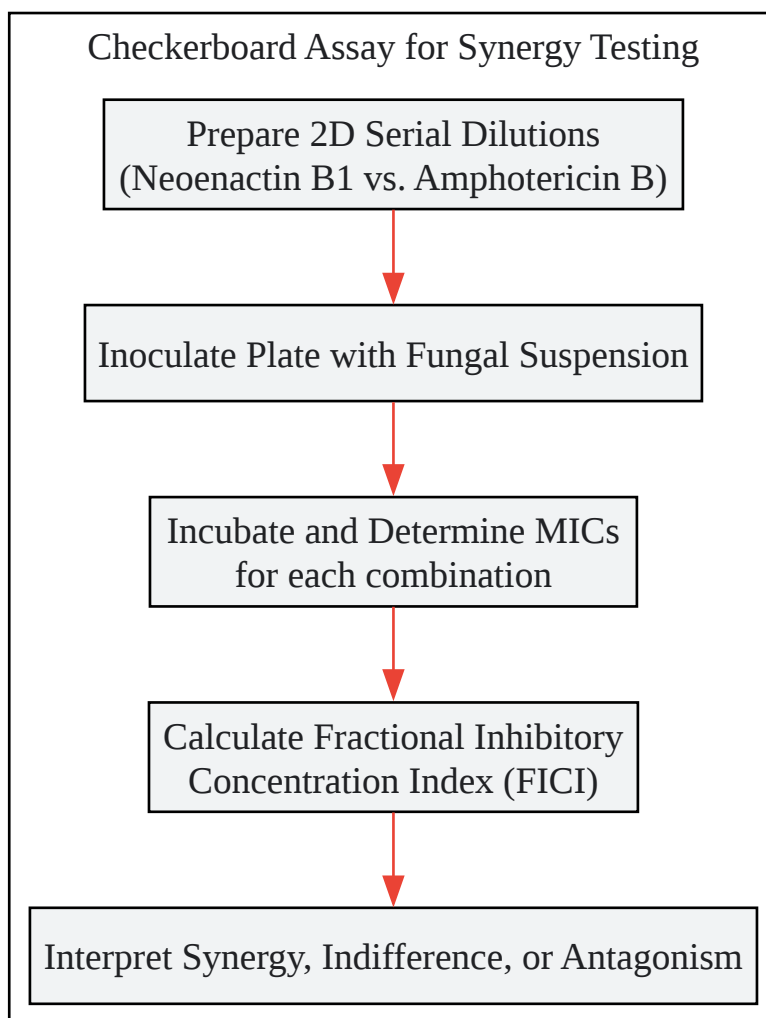 Checkerboard Assay for Synergy Testing
Prepare 2D Serial Dilutions
(Neoenactin B1 vs. Amphotericin B)
Inoculate Plate with Fungal Suspension
Incubate and Determine MICs
for each combination
Calculate Fractional Inhibitory
Concentration Index (FICI)
Interpret Synergy, Indifference, or Antagonism